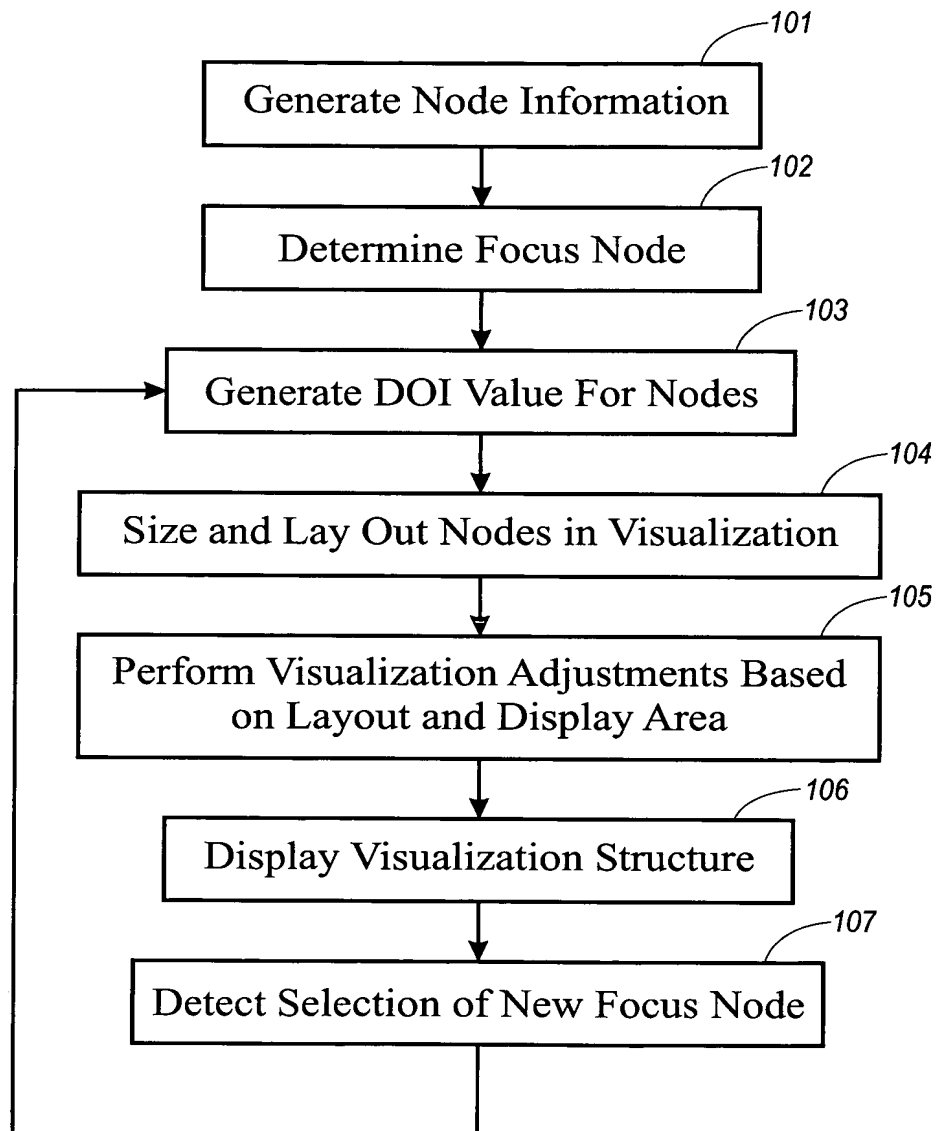 101
Generate Node Information
102
Determine Focus Node
103
Generate DOI Value For Nodes
104
Size and Lay Out Nodes in Visualization
105
Perform Visualization Adjustments Based
on Layout and Display Area
106
Display Visualization Structure
107
Detect Selection of New Focus Node